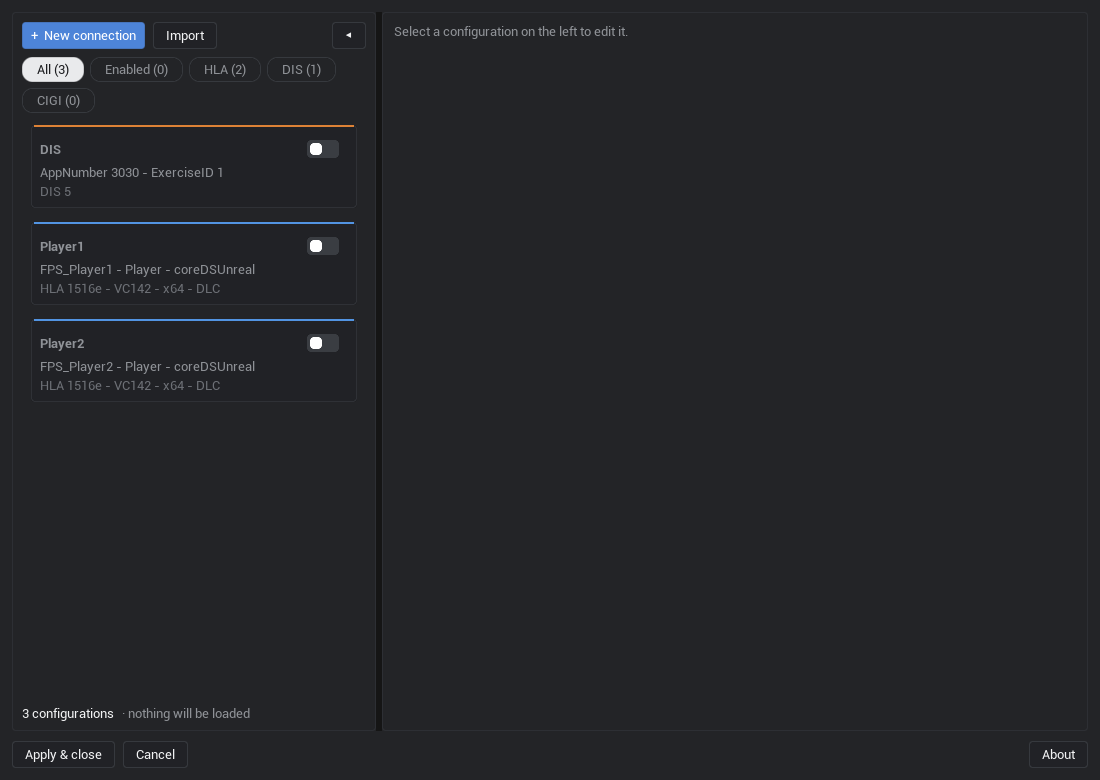 + New connection
Import
Select a configuration on the left to edit it.
All (3)
Enabled (0)
HLA (2)
DIS (1)
CIGI (0)
DIS
AppNumber 3030 - ExerciseID 1
DIS 5
Player1
FPS_Player1 - Player - coreDSUnreal
HLA 1516e - VC142 - x64 - DLC
Player2
FPS_Player2 - Player - coreDSUnreal
HLA 1516e - VC142 - x64 - DLC
3 configurations · nothing will be loaded
Apply & close
Cancel
About